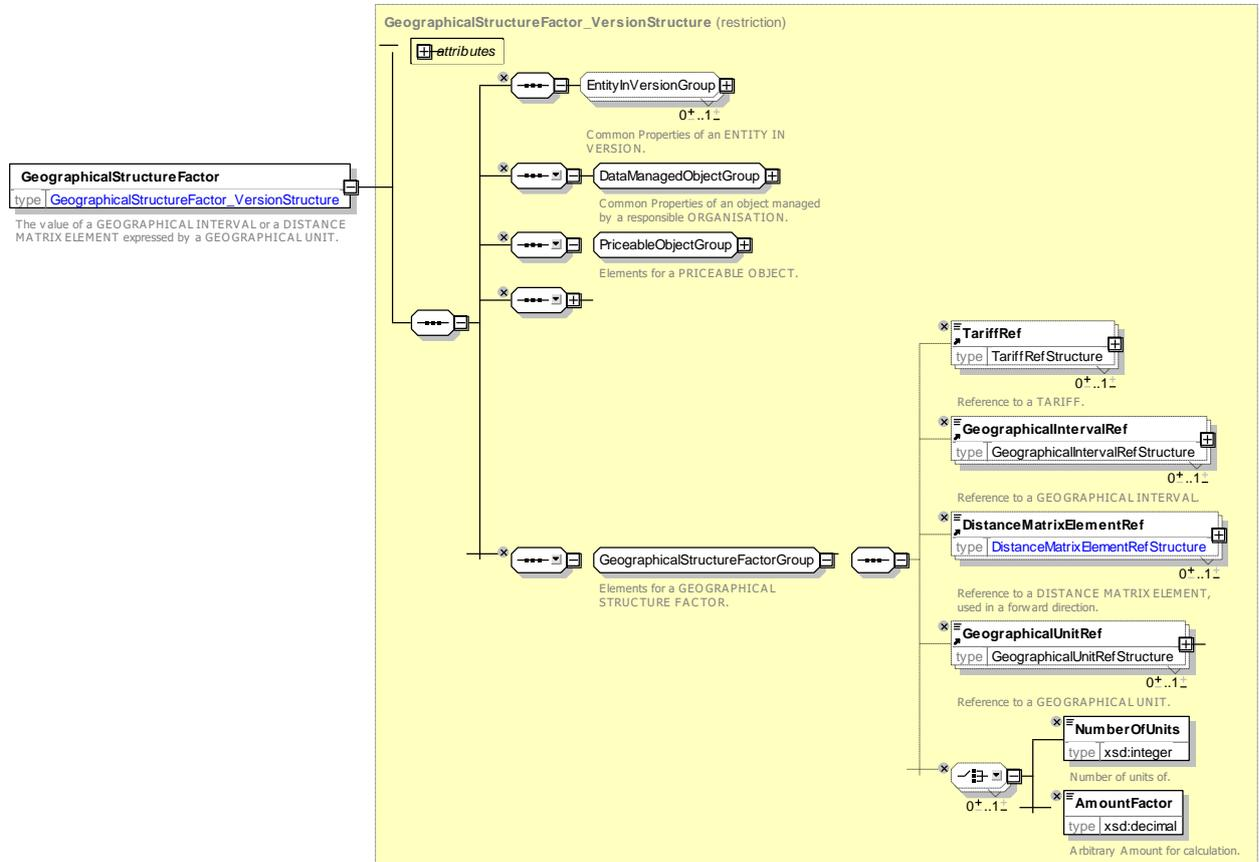 GeographicalStructureFactor_VersionStructure (restriction)
attributes
EntityInVersionGroup
0..1
Common Properties of an ENTITY IN
VERSION.
GeographicalStructureFactor
type GeographicalStructureFactor_VersionStructure
The value of a GEOGRAPHICAL INTERVAL or a DISTANCE
MATRIX ELEMENT expressed by a GEOGRAPHICAL UNIT.
DataManagedObjectGroup
Common Properties of an object managed
by a responsible ORGANISATION.
PriceableObjectGroup
Elements for a PRICEABLE OBJECT.
TariffRef
type TariffRefStructure
0..1
Reference to a TARIFF.
GeographicalIntervalRef
type GeographicalIntervalRefStructure
0..1
Reference to a GEOGRAPHICAL INTERVAL.
DistanceMatrixElementRef
type DistanceMatrixElementRefStructure
0..1
Reference to a DISTANCE MATRIX ELEMENT,
used in a forward direction.
GeographicalStructureFactorGroup
Elements for a GEOGRAPHICAL
STRUCTURE FACTOR.
GeographicalUnitRef
type GeographicalUnitRefStructure
0..1
Reference to a GEOGRAPHICAL UNIT.
NumberOfUnits
type xsd:integer
Number of units of.
0..1
AmountFactor
type xsd:decimal
Arbitrary Amount for calculation.